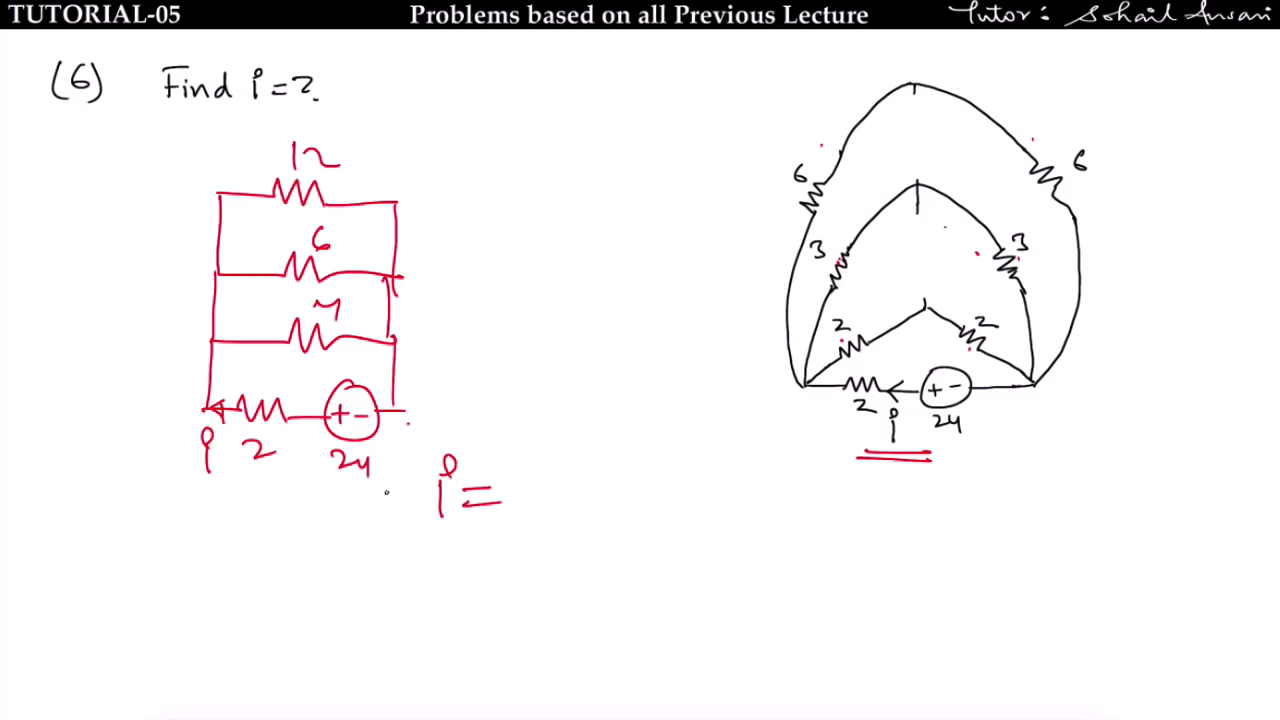 TUTORIAL-05 Problems based on all Previous Lecture Tutor : Sohail Ansari
(6) Find i = ?
12
6
4
i 2 24
i =
6 6
3 3
2 2
2 i 24